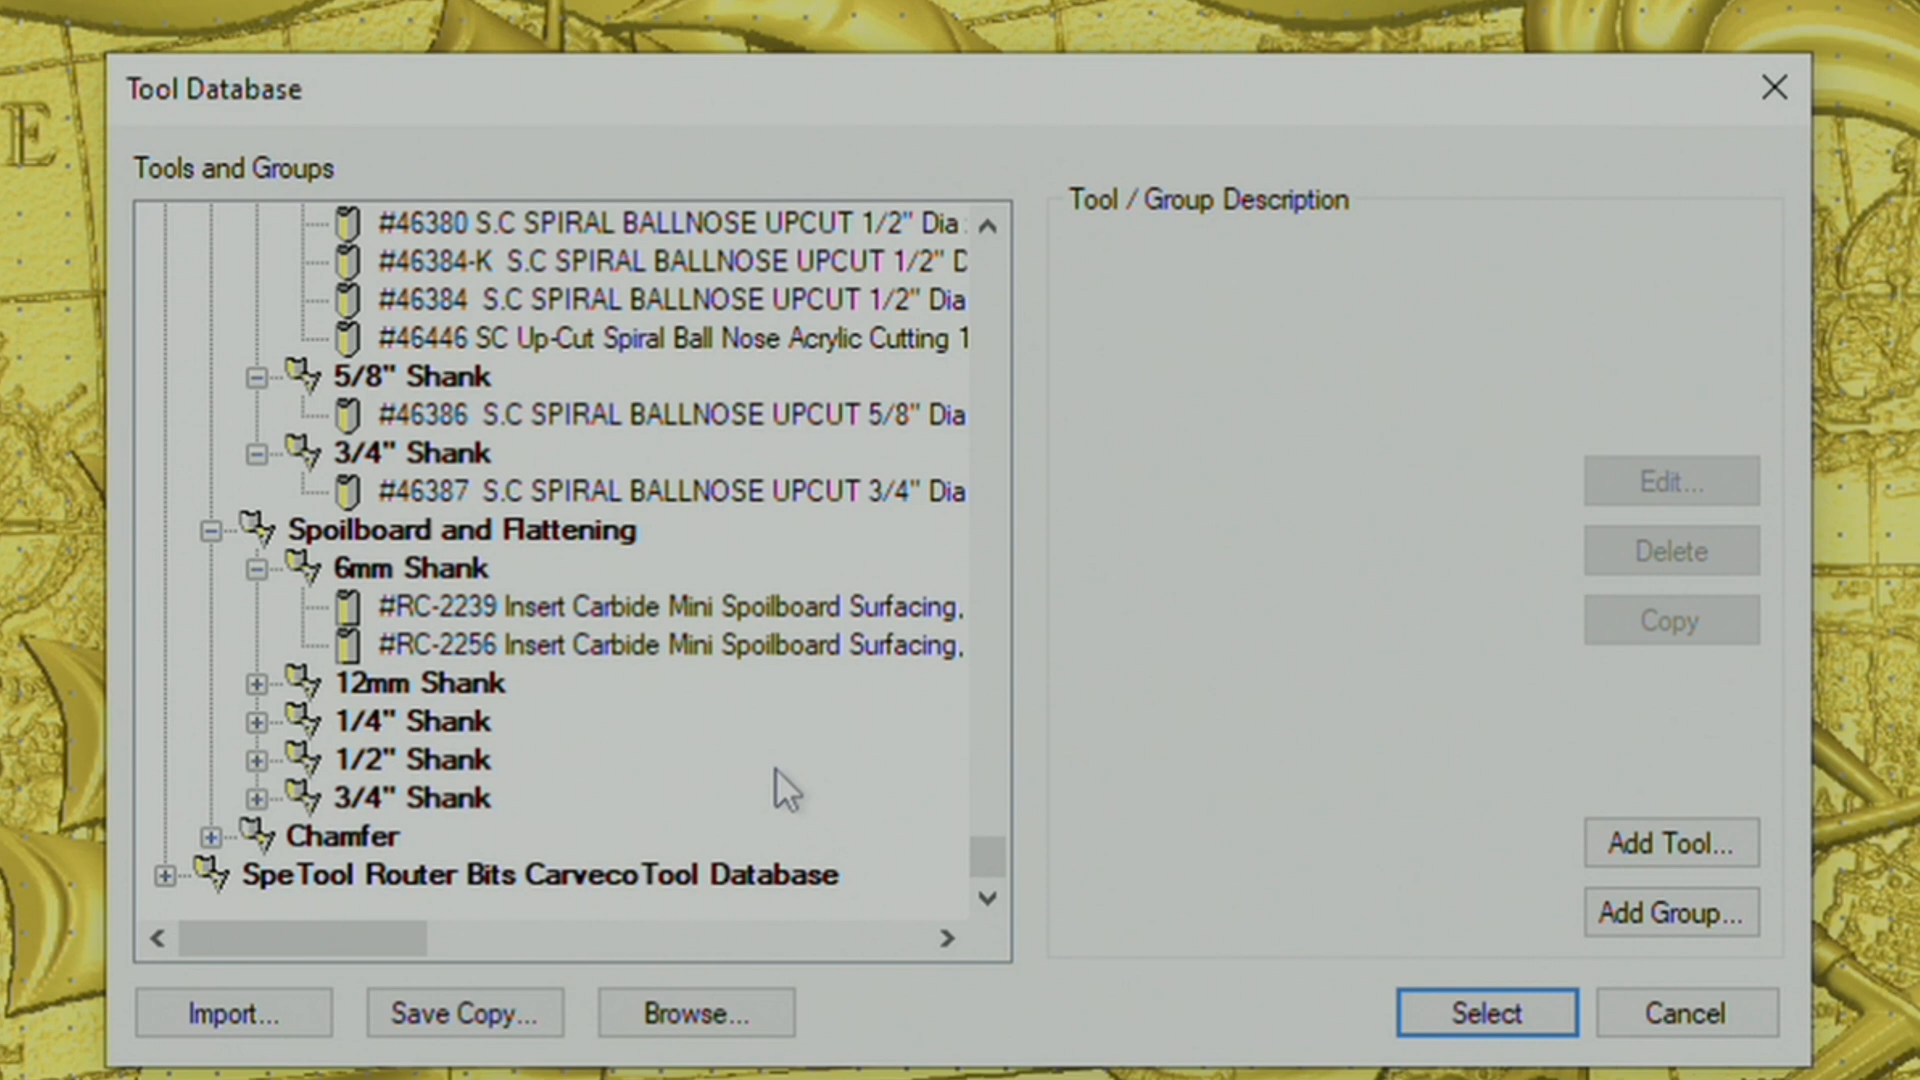 E
Tool Database
Tools and Groups
Tool / Group Description
#46380 S.C SPIRAL BALLNOSE UPCUT 1/2" Dia
#46384-K S.C SPIRAL BALLNOSE UPCUT 1/2" D
#46384 S.C SPIRAL BALLNOSE UPCUT 1/2" Dia
#46446 SC Up-Cut Spiral Ball Nose Acrylic Cutting 1
5/8" Shank
#46386 S.C SPIRAL BALLNOSE UPCUT 5/8" Dia
3/4" Shank
#46387 S.C SPIRAL BALLNOSE UPCUT 3/4" Dia
Spoilboard and Flattening
6mm Shank
#RC-2239 Insert Carbide Mini Spoilboard Surfacing,
#RC-2256 Insert Carbide Mini Spoilboard Surfacing,
12mm Shank
1/4" Shank
1/2" Shank
3/4" Shank
Chamfer
SpeTool Router Bits CarvecoTool Database
Edit...
Delete
Copy
Add Tool...
Add Group...
Import...
Save Copy...
Browse...
Select
Cancel